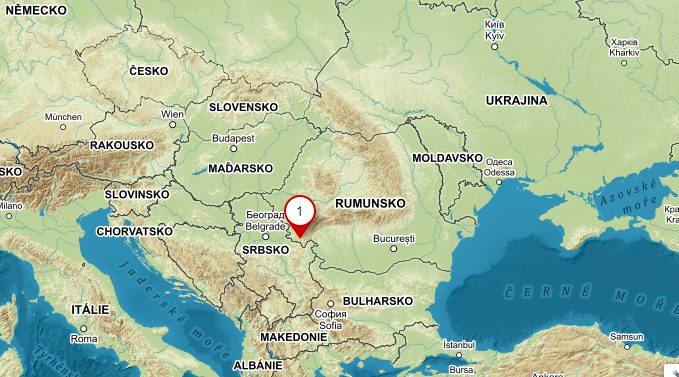 NĚMECKO
Київ
Kyiv
Харків
Kharkiv
ČESKO
SLOVENSKO
UKRAJINA
München
Wien
RAKOUSKO
Budapest
MAĎARSKO
MOLDAVSKO
Одеса
Odessa
SKO
SLOVINSKO
Azovské
moře
Milano
RUMUNSKO
1
Београд
Belgrade
CHORVATSKO
București
SRBSKO
Jaderské moře
ČERNÉ MOŘE
BULHARSKO
ITÁLIE
София
Sofia
Roma
MAKEDONIE
İstanbul
Samsun
ALBÁNIE
Bursa